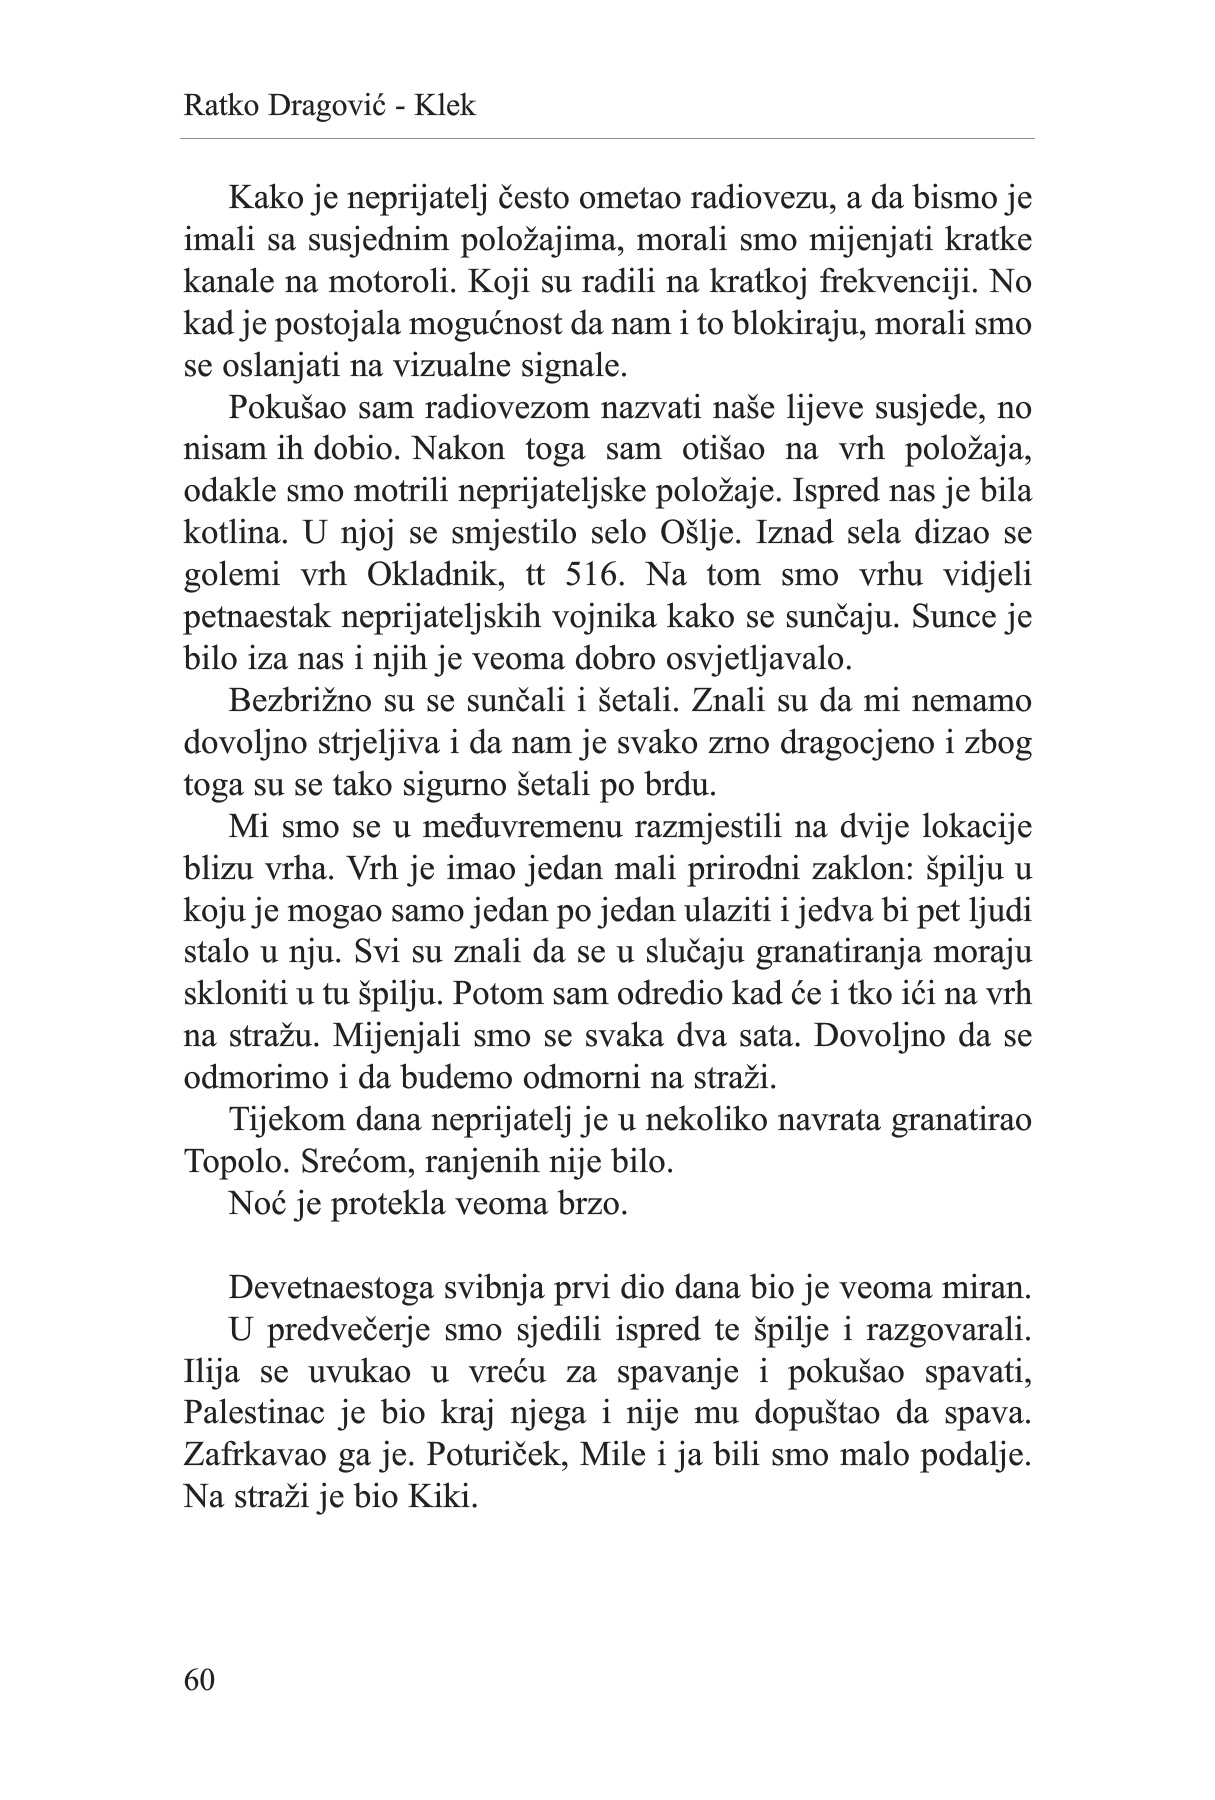 Ratko Dragović - Klek
Kako je neprijatelj često ometao radiovezu, a da bismo je
imali sa susjednim položajima, morali smo mijenjati kratke
kanale na motoroli. Koji su radili na kratkoj frekvenciji. No
kad je postojala mogućnost da nam i to blokiraju, morali smo
se oslanjati na vizualne signale.
Pokušao sam radiovezom nazvati naše lijeve susjede, no
nisam ih dobio. Nakon toga sam otišao na vrh položaja,
odakle smo motrili neprijateljske položaje. Ispred nas je bila
kotlina. U njoj se smjestilo selo Ošlje. Iznad sela dizao se
golemi vrh Okladnik, tt 516. Na tom smo vrhu vidjeli
petnaestak neprijateljskih vojnika kako se sunčaju. Sunce je
bilo iza nas i njih je veoma dobro osvjetljavalo.
Bezbrižno su se sunčali i šetali. Znali su da mi nemamo
dovoljno strjeljiva i da nam je svako zrno dragocjeno i zbog
toga su se tako sigurno šetali po brdu.
Mi smo se u međuvremenu razmjestili na dvije lokacije
blizu vrha. Vrh je imao jedan mali prirodni zaklon: špilju u
koju je mogao samo jedan po jedan ulaziti i jedva bi pet ljudi
stalo u nju. Svi su znali da se u slučaju granatiranja moraju
skloniti u tu špilju. Potom sam odredio kad će i tko ići na vrh
na stražu. Mijenjali smo se svaka dva sata. Dovoljno da se
odmorimo i da budemo odmorni na straži.
Tijekom dana neprijatelj je u nekoliko navrata granatirao
Topolo. Srećom, ranjenih nije bilo.
Noć je protekla veoma brzo.
Devetnaestoga svibnja prvi dio dana bio je veoma miran.
U predvečerje smo sjedili ispred te špilje i razgovarali.
Ilija se uvukao u vreću za spavanje i pokušao spavati,
Palestinac je bio kraj njega i nije mu dopuštao da spava.
Zafrkavao ga je. Poturiček, Mile i ja bili smo malo podalje.
Na straži je bio Kiki.
60